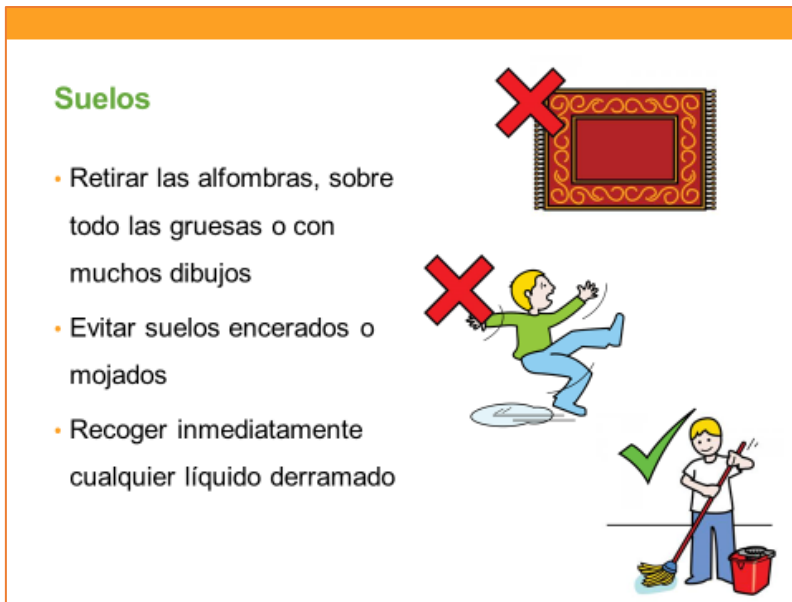 Suelos
• Retirar las alfombras, sobre
todo las gruesas o con
muchos dibujos
• Evitar suelos encerados o
mojados
• Recoger inmediatamente
cualquier líquido derramado